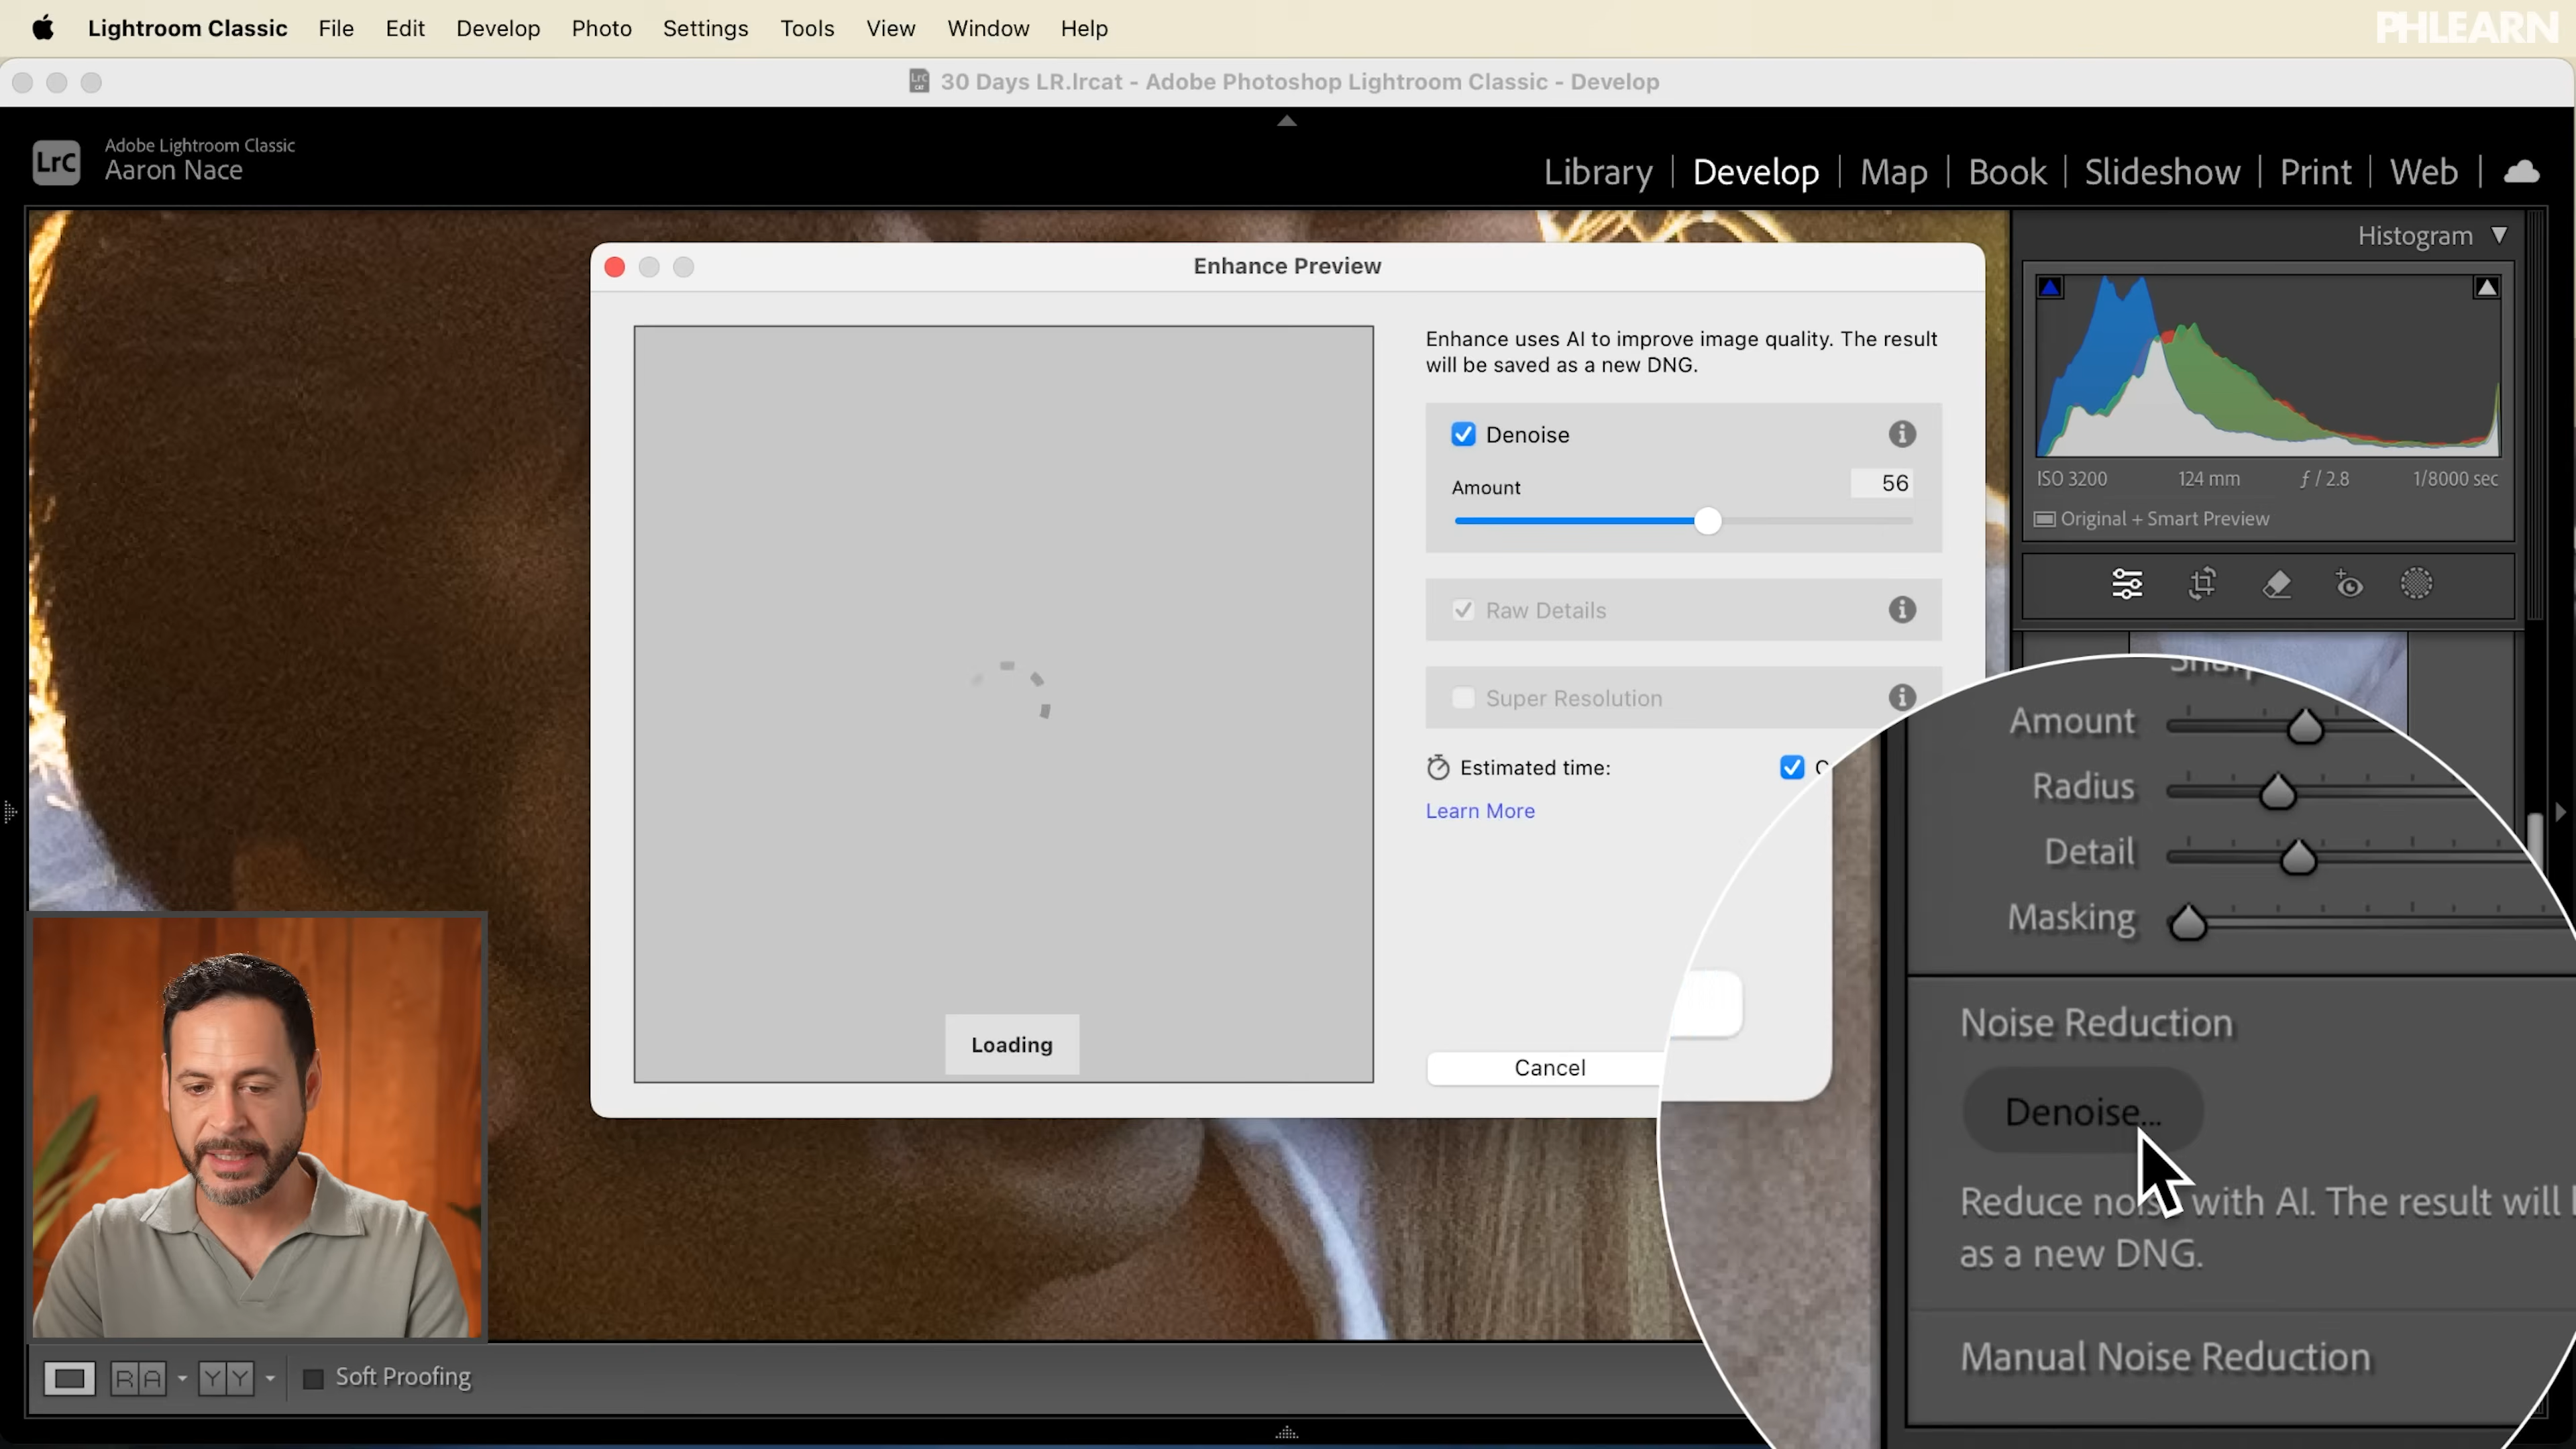 Lightroom Classic File Edit Develop Photo Settings Tools View Window Help
PHLEARN
30 Days LR.lrcat - Adobe Photoshop Lightroom Classic - Develop
LrC
Adobe Lightroom Classic
Aaron Nace
Library | Develop | Map | Book | Slideshow | Print | Web |
Histogram
ISO 3200 124 mm ƒ / 2.8 1/8000 sec
Original + Smart Preview
Enhance Preview
Enhance uses AI to improve image quality. The result
will be saved as a new DNG.
Denoise
Amount 56
Raw Details
Super Resolution
Estimated time:
Learn More
Loading
Cancel
Amount
Radius
Detail
Masking
Noise Reduction
Denoise...
Reduce noise with AI. The result will
as a new DNG.
Manual Noise Reduction
RA YY Soft Proofing